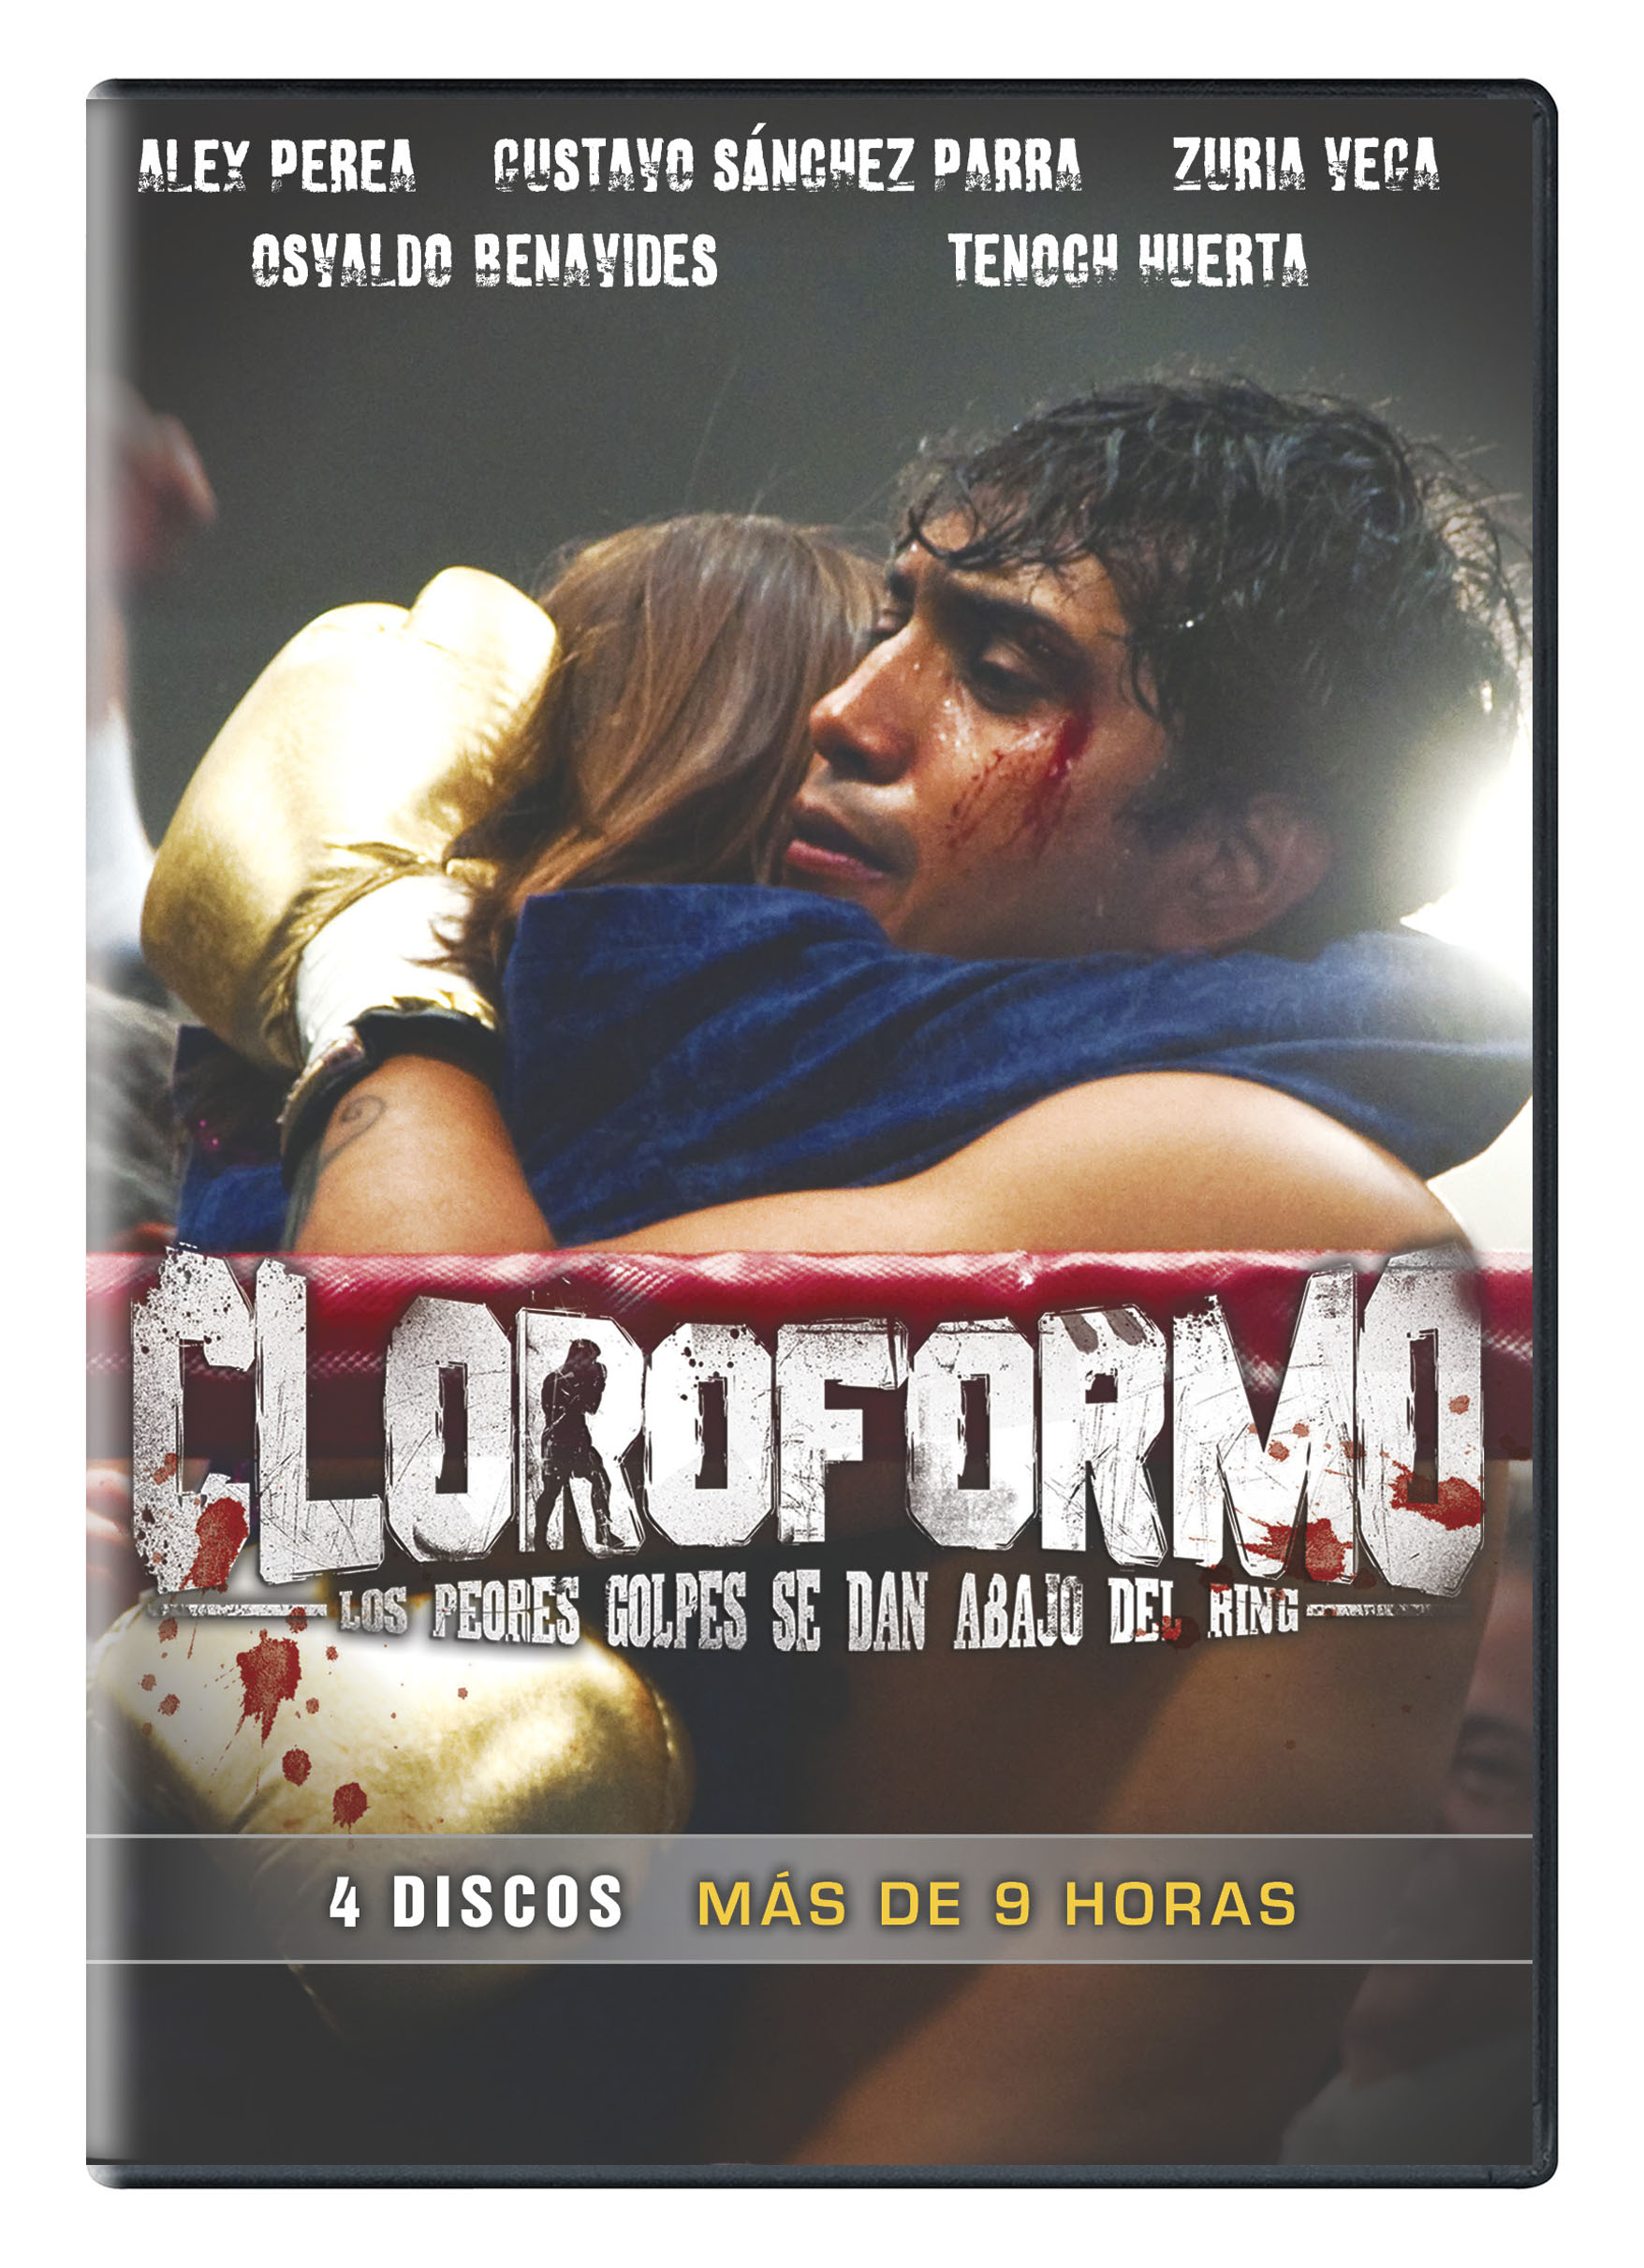 ALEX PEREA GUSTAVO SÁNCHEZ PARRA ZURIA VEGA
OSVALDO BENAVIDES TENOCH HUERTA
CLOROFORMO
LOS PEORES GOLPES SE DAN ABAJO DEL RING
4 DISCOS MÁS DE 9 HORAS